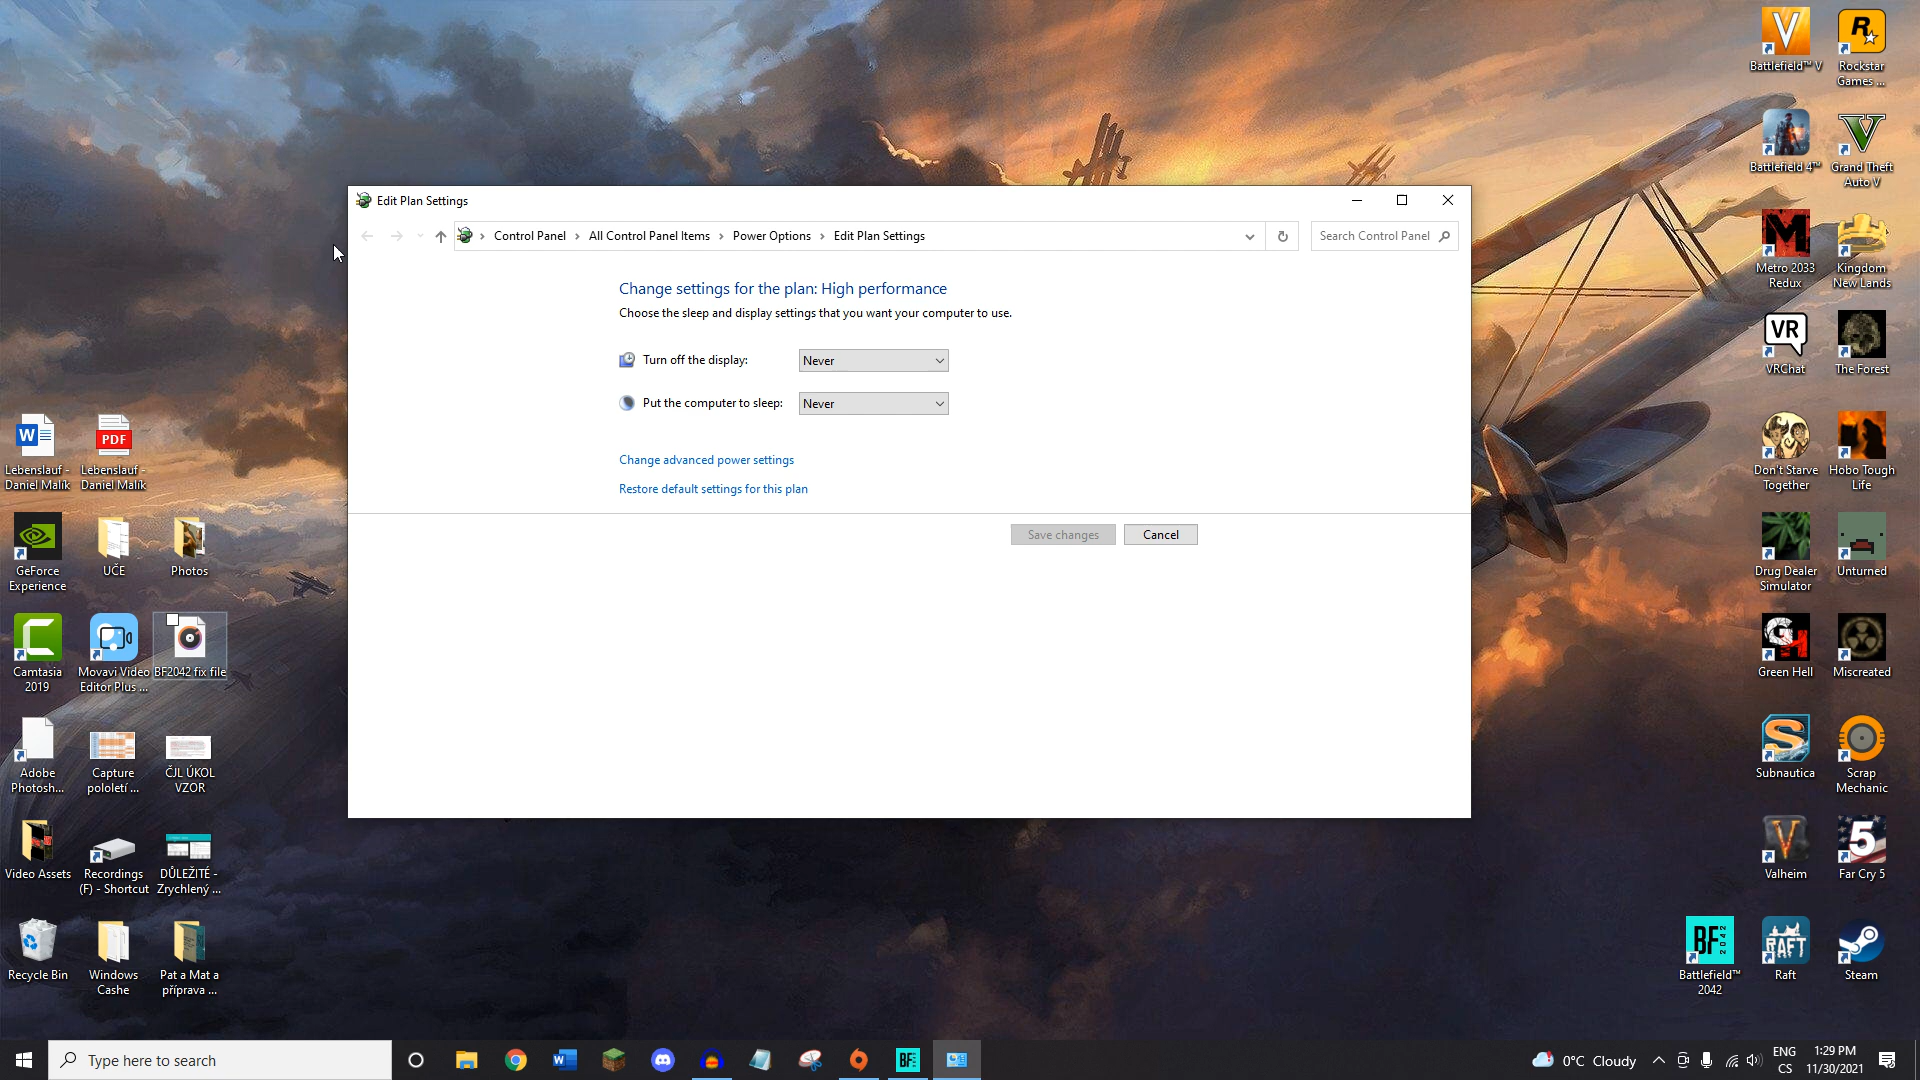 Edit Plan Settings
Control Panel
All Control Panel Items
Power Options
Edit Plan Settings
Search Control Panel
Change settings for the plan: High performance
Choose the sleep and display settings that you want your computer to use.
Turn off the display:
Never
Put the computer to sleep:
Never
Change advanced power settings
Restore default settings for this plan
Save changes
Cancel
W
Lebenslauf -
Daniel Malík
PDF
Lebenslauf -
Daniel Malík
GeForce
Experience
UČE
Photos
Camtasia
2019
Movavi Video
Editor Plus ...
BF2042 fix file
Adobe
Photosh...
Capture
pololetí ...
ČJL ÚKOL
VZOR
Video Assets
Recordings
(F) - Shortcut
DŮLEŽITÉ -
Zrychlený ...
Recycle Bin
Windows
Cashe
Pat a Mat a
příprava ...
V
Battlefield™ V
R
Rockstar
Games ...
Battlefield 4™
V
Grand Theft
Auto V
M
Metro 2033
Redux
Kingdom
New Lands
VR
VRChat
The Forest
Don't Starve
Together
Hobo Tough
Life
Drug Dealer
Simulator
Unturned
GH
Green Hell
Miscreated
S
Subnautica
Scrap
Mechanic
V
Valheim
5
Far Cry 5
BF
2042
Battlefield™
2042
RAFT
Raft
Steam
Type here to search
W
BF
0°C Cloudy
ENG
CS
1:29 PM
11/30/2021